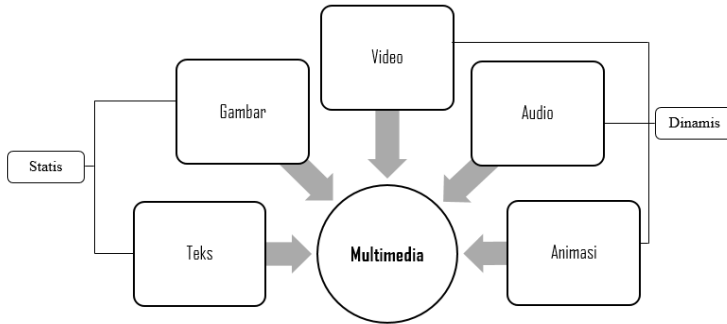 Video
Gambar
Audio
Dinamis
Statis
Teks
Multimedia
Animasi